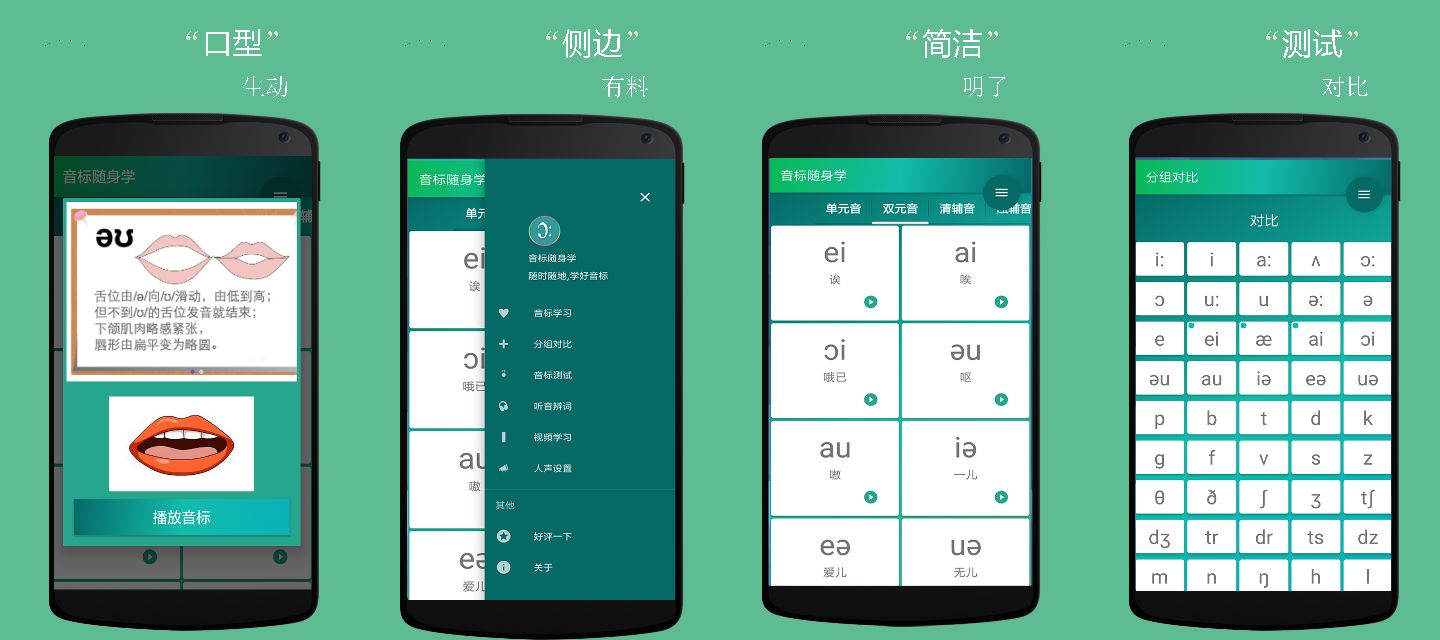 “口型”
生动
音标随身学
辅
əʊ
舌位由/ə/向/ʊ/滑动，由低到高；
但不到/ʊ/的舌位发音就结束；
下颌肌肉略感紧张，
唇形由扁平变为略圆。
播放音标
“侧边”
有料
音标随身学
单元
ei
诶
ɔi
哦已
au
嗷
eə
爱儿
ɔ:
音标随身学
随时随地,学好音标
音标学习
分组对比
音标测试
听音辨词
视频学习
人声设置
其他
好评一下
关于
“简洁”
明了
音标随身学
单元音 双元音 清辅音 浊辅音
ei ai
诶 唉
ɔi əu
哦已 呕
au iə
嗷 一儿
eə uə
爱儿 无儿
“测试”
对比
分组对比
对比
i: i a: ʌ ɔ:
ɔ u: u ə: ə
e ei æ ai ɔi
əu au iə eə uə
p b t d k
g f v s z
θ ð ʃ ʒ tʃ
dʒ tr dr ts dz
m n ŋ h l